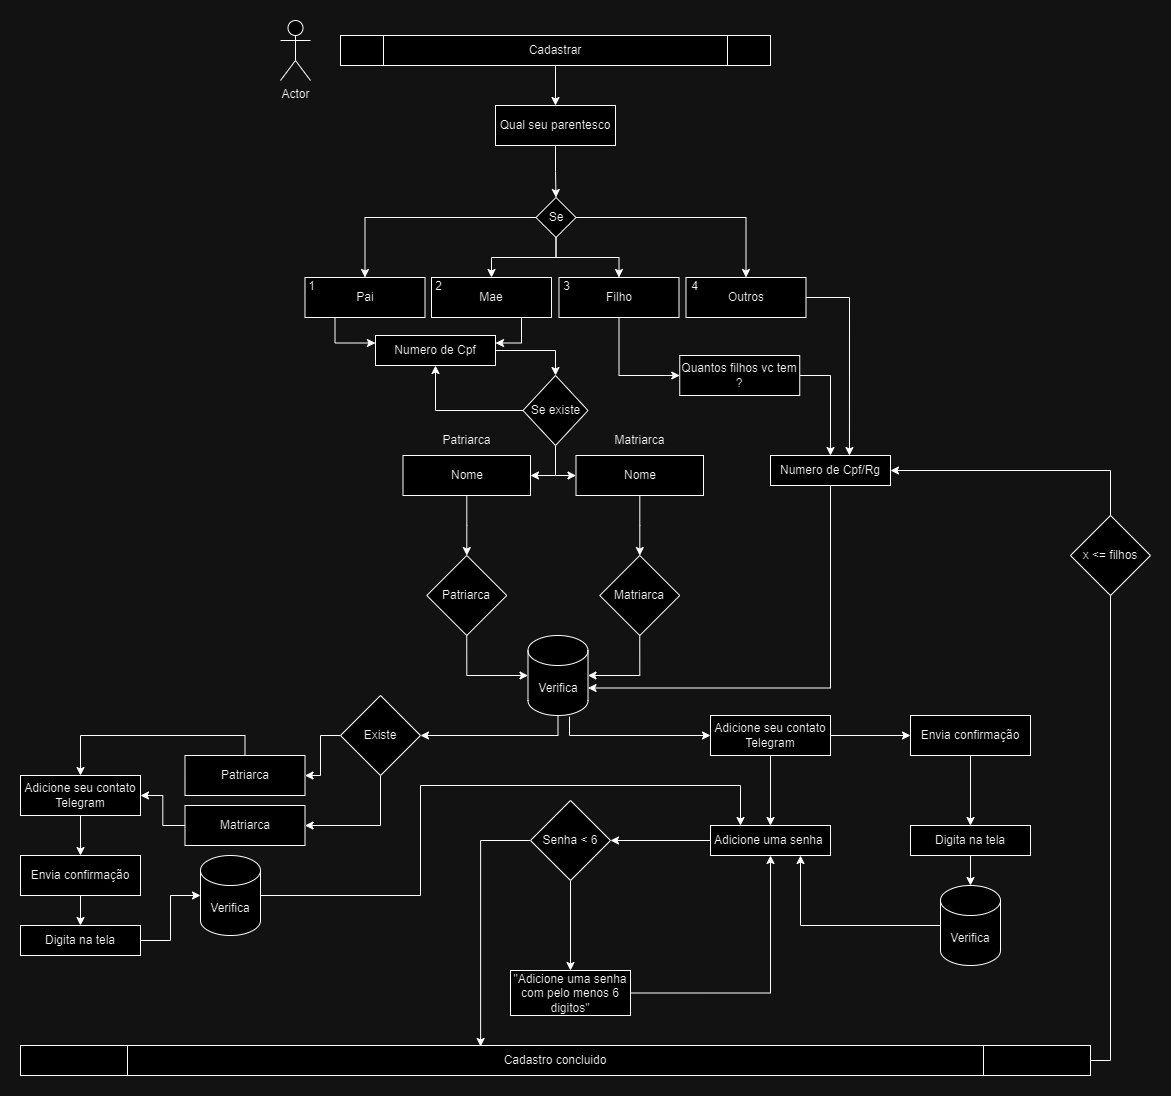 Cadastrar
Actor
Qual seu parentesco
Se
1
Pai
2
Mae
3
Filho
4
Outros
Numero de Cpf
Quantos filhos vc tem
?
Se existe
Patriarca
Matriarca
Nome
Nome
Numero de Cpf/Rg
x <= filhos
Patriarca
Matriarca
Verifica
Existe
Adicione seu contato
Telegram
Envia confirmação
Patriarca
Adicione seu contato
Telegram
Matriarca
Senha < 6
Adicione uma senha
Digita na tela
Envia confirmação
Verifica
Digita na tela
Verifica
"Adicione uma senha
com pelo menos 6
digitos"
Cadastro concluido